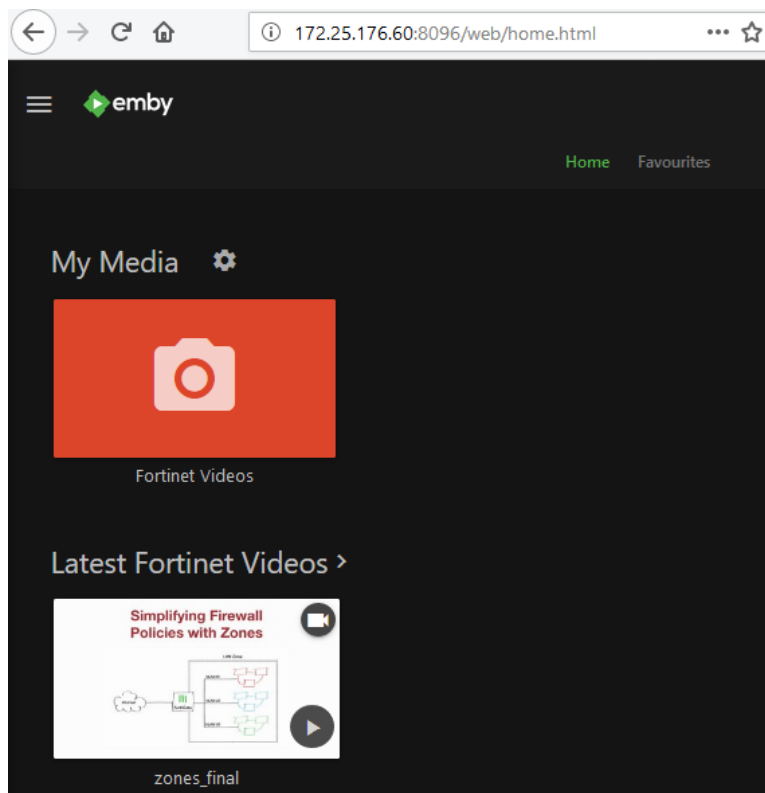 172.25.176.60:8096/web/home.html
emby
Home Favourites
My Media
Fortinet Videos
Latest Fortinet Videos >
Simplifying Firewall
Policies with Zones
zones_final